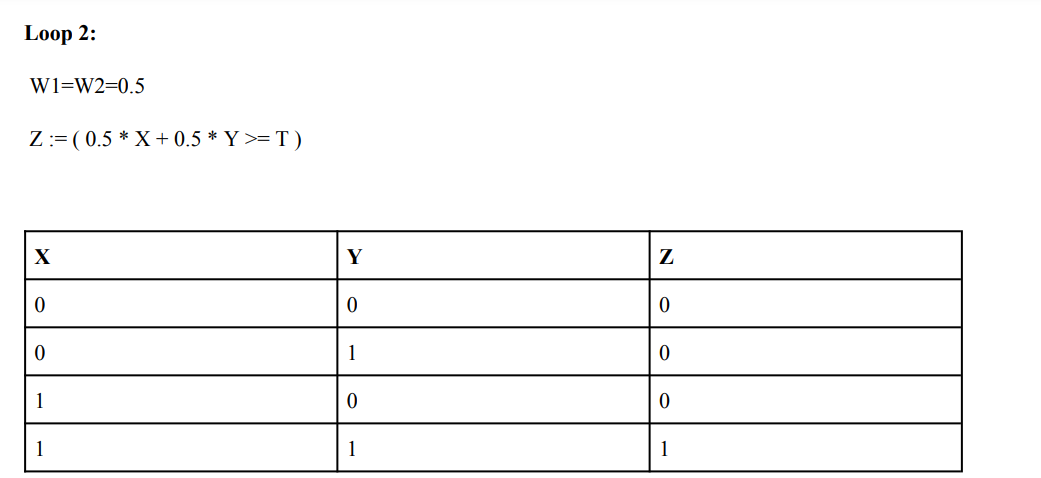 Loop 2:
W1=W2=0.5
Z := ( 0.5 * X + 0.5 * Y >= T )
X Y Z
0 0 0
0 1 0
1 0 0
1 1 1